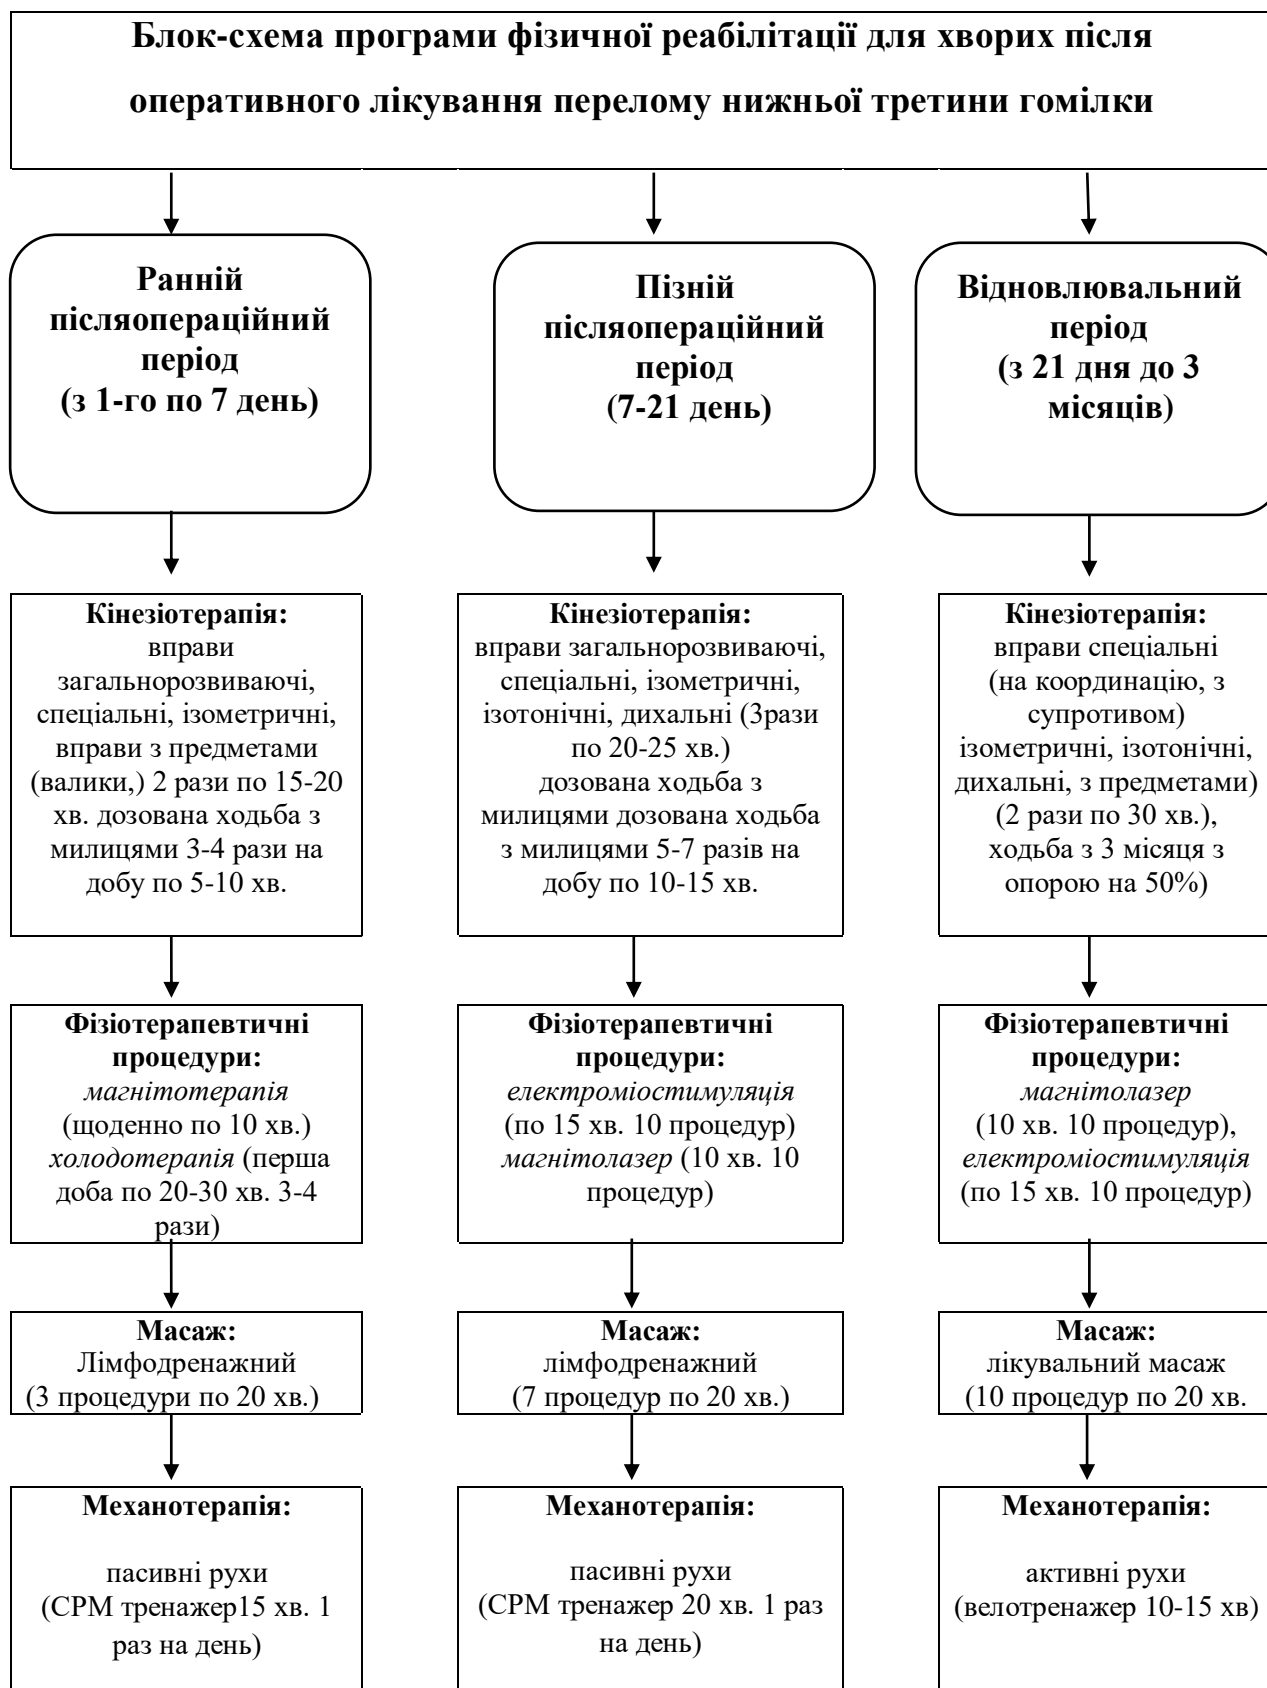 Блок-схема програми фізичної реабілітації для хворих після
оперативного лікування перелому нижньої третини гомілки
Ранній
післяопераційний
період
(з 1-го по 7 день)
Пізній
післяопераційний
період
(7-21 день)
Відновлювальний
період
(з 21 дня до 3
місяців)
Кінезіотерапія:
вправи
загальнорозвиваючі,
спеціальні, ізометричні,
вправи з предметами
(валики,) 2 рази по 15-20
хв. дозована ходьба з
милицями 3-4 рази на
добу по 5-10 хв.
Кінезіотерапія:
вправи загальнорозвиваючі,
спеціальні, ізометричні,
ізотонічні, дихальні (3рази
по 20-25 хв.)
дозована ходьба з
милицями дозована ходьба
з милицями 5-7 разів на
добу по 10-15 хв.
Кінезіотерапія:
вправи спеціальні
(на координацію, з
супротивом)
ізометричні, ізотонічні,
дихальні, з предметами)
(2 рази по 30 хв.),
ходьба з 3 місяця з
опорою на 50%)
Фізіотерапевтичні
процедури:
магнітотерапія
(щоденно по 10 хв.)
холодотерапія (перша
доба по 20-30 хв. 3-4
рази)
Фізіотерапевтичні
процедури:
електроміостимуляція
(по 15 хв. 10 процедур)
магнітолазер (10 хв. 10
процедур)
Фізіотерапевтичні
процедури:
магнітолазер
(10 хв. 10 процедур),
електроміостимуляція
(по 15 хв. 10 процедур)
Масаж:
Лімфодренажний
(3 процедури по 20 хв.)
Масаж:
лімфодренажний
(7 процедур по 20 хв.)
Масаж:
лікувальний масаж
(10 процедур по 20 хв.
Механотерапія:
пасивні рухи
(СРМ тренажер15 хв. 1
раз на день)
Механотерапія:
пасивні рухи
(СРМ тренажер 20 хв. 1 раз
на день)
Механотерапія:
активні рухи
(велотренажер 10-15 хв)